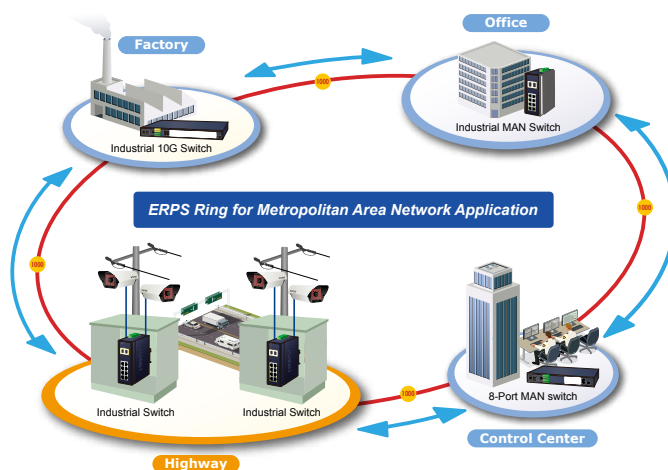 Factory
Office
1000
Industrial 10G Switch
Industrial MAN Switch
ERPS Ring for Metropolitan Area Network Application
1000
1000
Industrial Switch
Industrial Switch
8-Port MAN switch
1000
Control Center
Highway